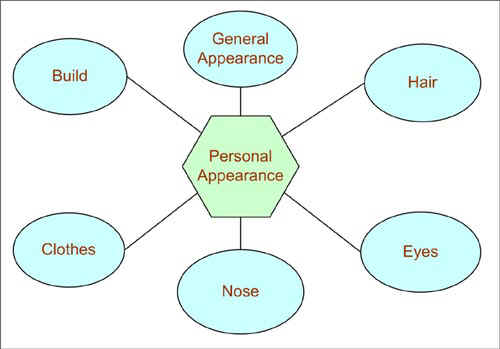 General
Appearance
Build
Hair
Personal
Appearance
Clothes
Eyes
Nose